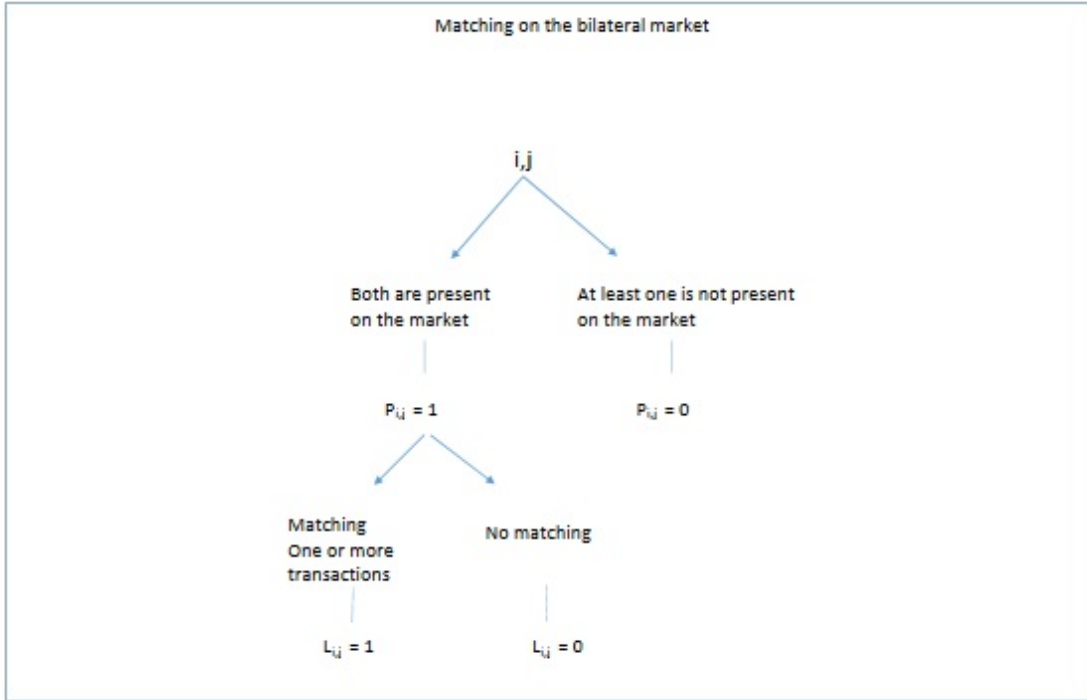 Matching on the bilateral market
i,j
Both are present
on the market
At least one is not present
on the market
Pi,j = 1
Pi,j = 0
Matching
One or more
transactions
No matching
Li,j = 1
Li,j = 0